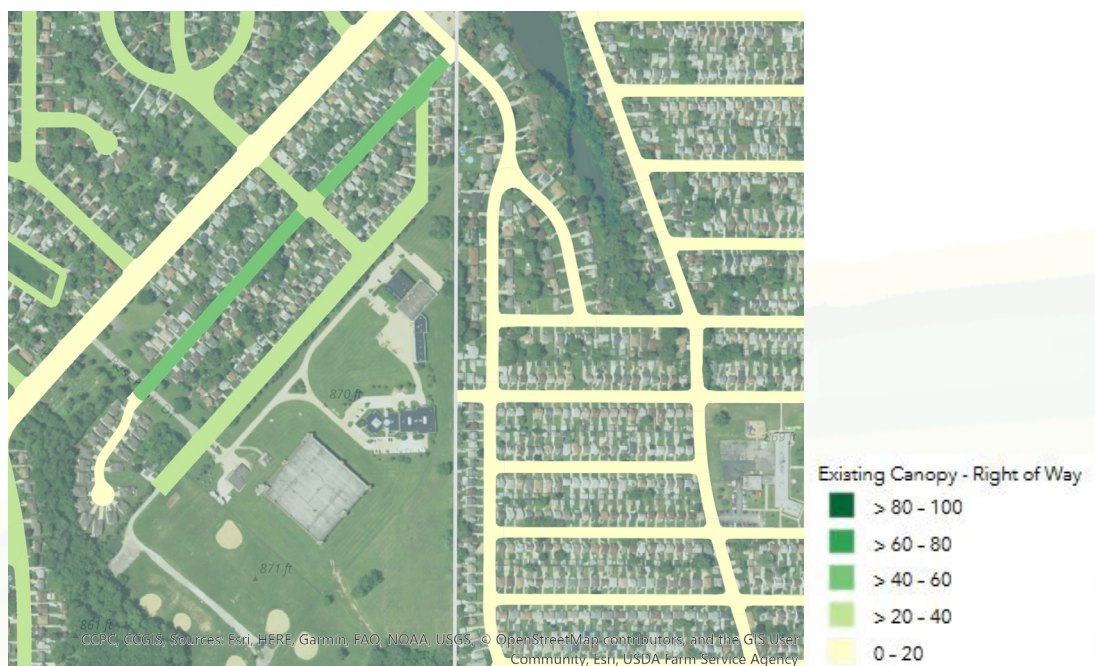 870 ft
871 ft
861 ft
CCPC, COGIS, Sources: Esri, HERE, Garmin, FAO, NOAA, USGS, © OpenStreetMap contributors, and the GIS User
Community, Esri, USDA Farm Service Agency
Existing Canopy - Right of Way
> 80 - 100
> 60 - 80
> 40 - 60
> 20 - 40
0 - 20